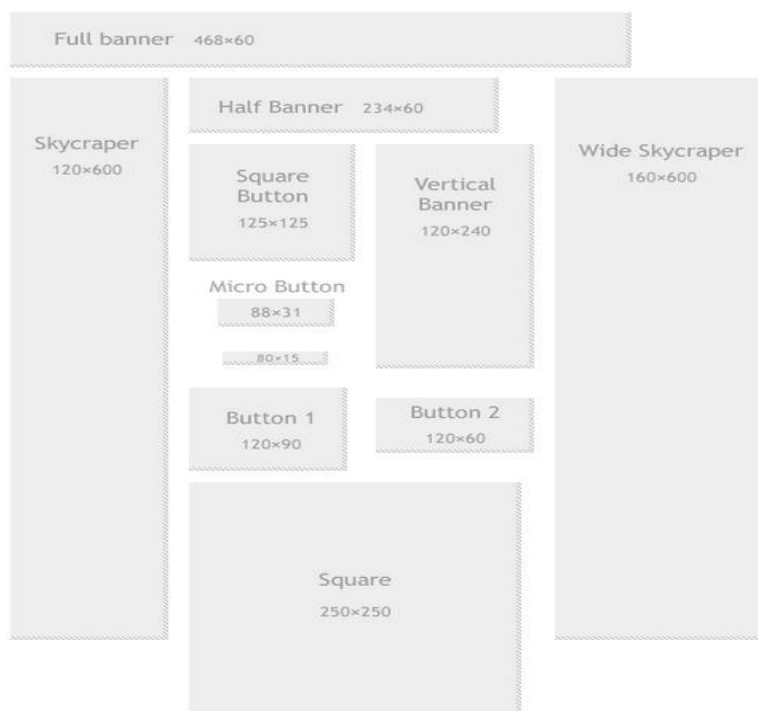 Full banner 468×60
Half Banner 234×60
Skycraper
120×600
Square
Button
125×125
Vertical
Banner
120×240
Wide Skycraper
160×600
Micro Button
88×31
80×15
Button 1
120×90
Button 2
120×60
Square
250×250